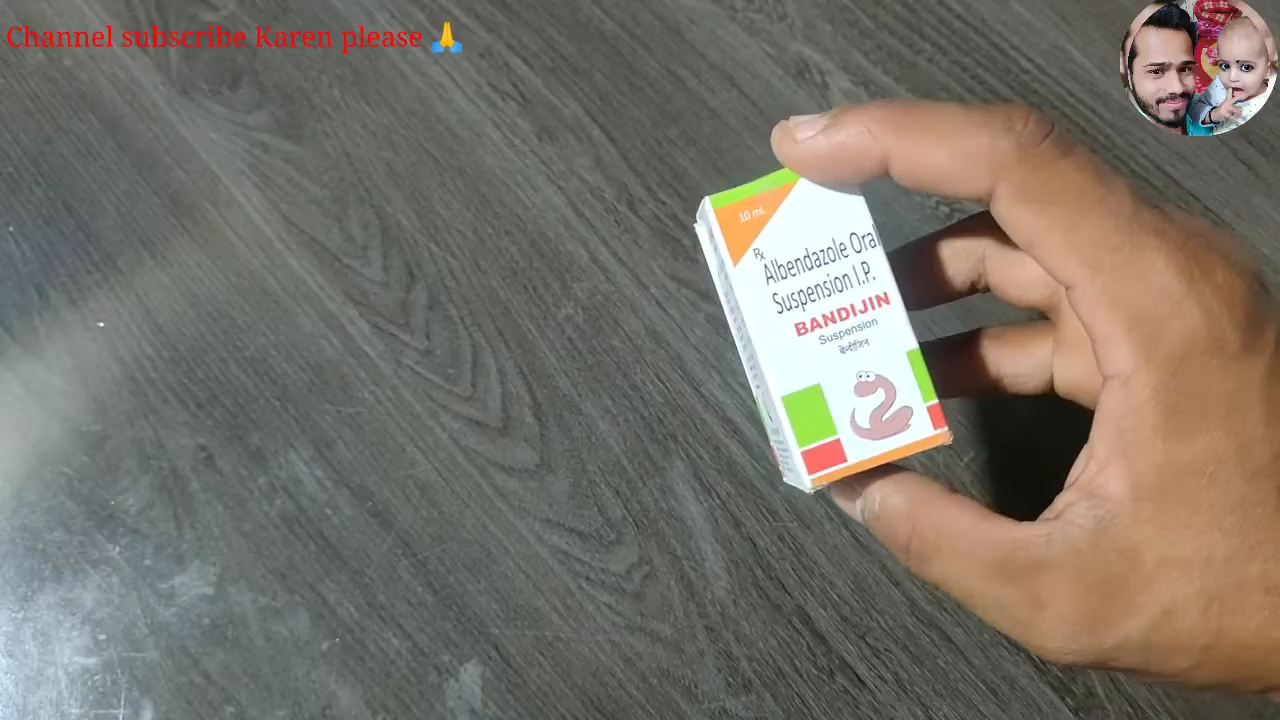 Channel subscribe Karen please 🙏
10 ml.
Rx
Albendazole Oral
Suspension I.P.
BANDIJIN
Suspension
बेन्डीजिन